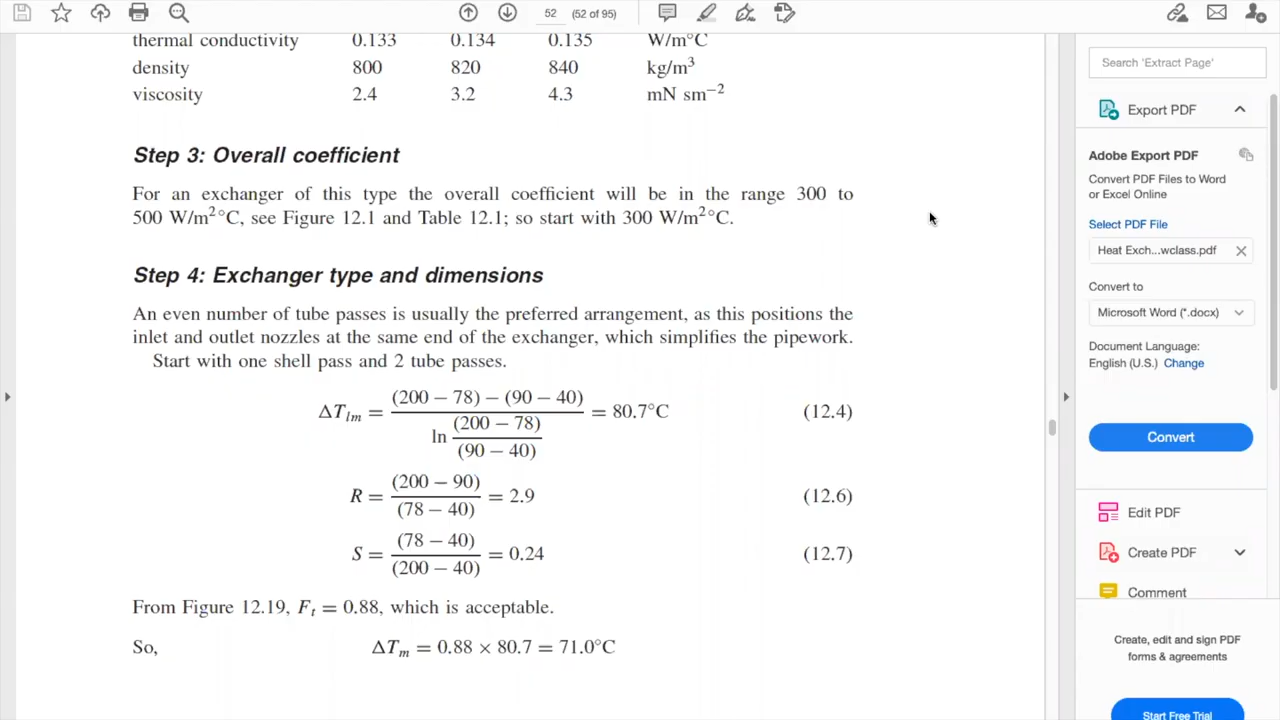 52 (52 of 95)
thermal conductivity 0.133 0.134 0.135 W/m°C
density 800 820 840 kg/m³
viscosity 2.4 3.2 4.3 mN sm⁻²
Step 3: Overall coefficient
For an exchanger of this type the overall coefficient will be in the range 300 to
500 W/m²°C, see Figure 12.1 and Table 12.1; so start with 300 W/m²°C.
Step 4: Exchanger type and dimensions
An even number of tube passes is usually the preferred arrangement, as this positions the
inlet and outlet nozzles at the same end of the exchanger, which simplifies the pipework.
Start with one shell pass and 2 tube passes.
ΔTlm = (200 − 78) − (90 − 40) / ln (200 − 78) / (90 − 40) = 80.7°C (12.4)
R = (200 − 90) / (78 − 40) = 2.9 (12.6)
S = (78 − 40) / (200 − 40) = 0.24 (12.7)
From Figure 12.19, Ft = 0.88, which is acceptable.
So, ΔTm = 0.88 × 80.7 = 71.0°C
Search 'Extract Page'
Export PDF
Adobe Export PDF
Convert PDF Files to Word
or Excel Online
Select PDF File
Heat Exch...wclass.pdf
Convert to
Microsoft Word (*.docx)
Document Language:
English (U.S.) Change
Convert
Edit PDF
Create PDF
Comment
Create, edit and sign PDF
forms & agreements
Start Free Trial